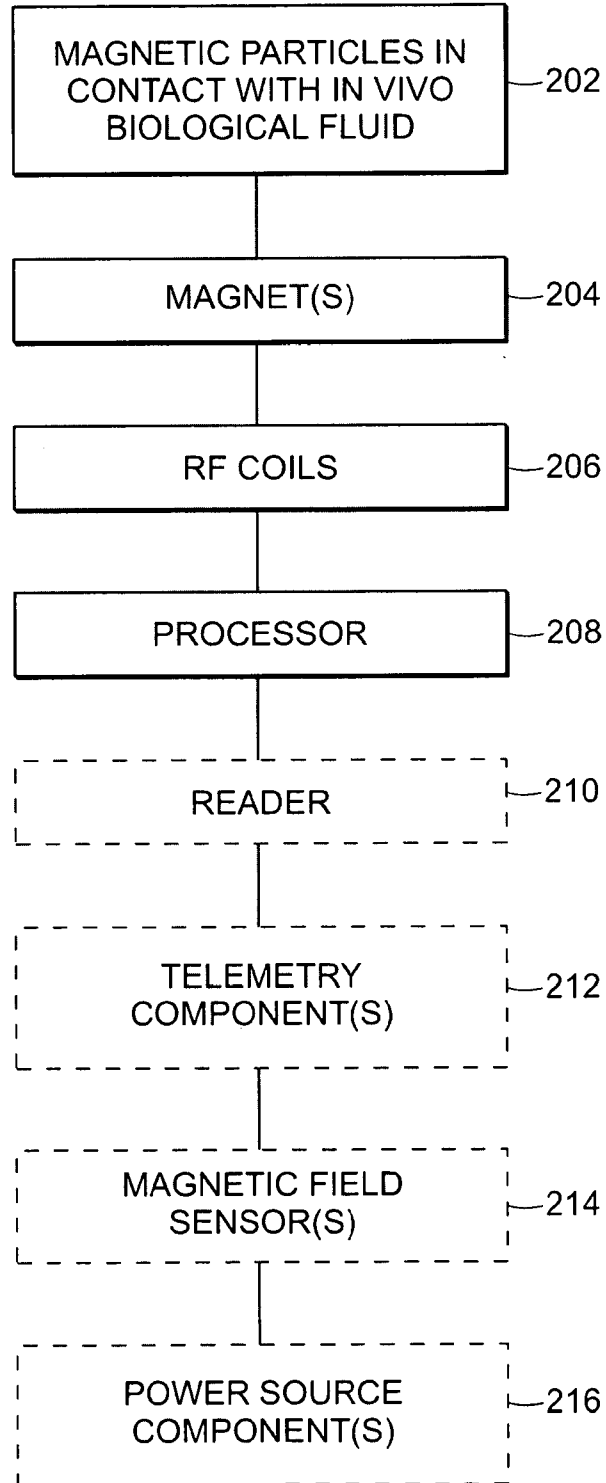 MAGNETIC PARTICLES IN
CONTACT WITH IN VIVO
BIOLOGICAL FLUID
202
MAGNET(S)
204
RF COILS
206
PROCESSOR
208
READER
210
TELEMETRY
COMPONENT(S)
212
MAGNETIC FIELD
SENSOR(S)
214
POWER SOURCE
COMPONENT(S)
216